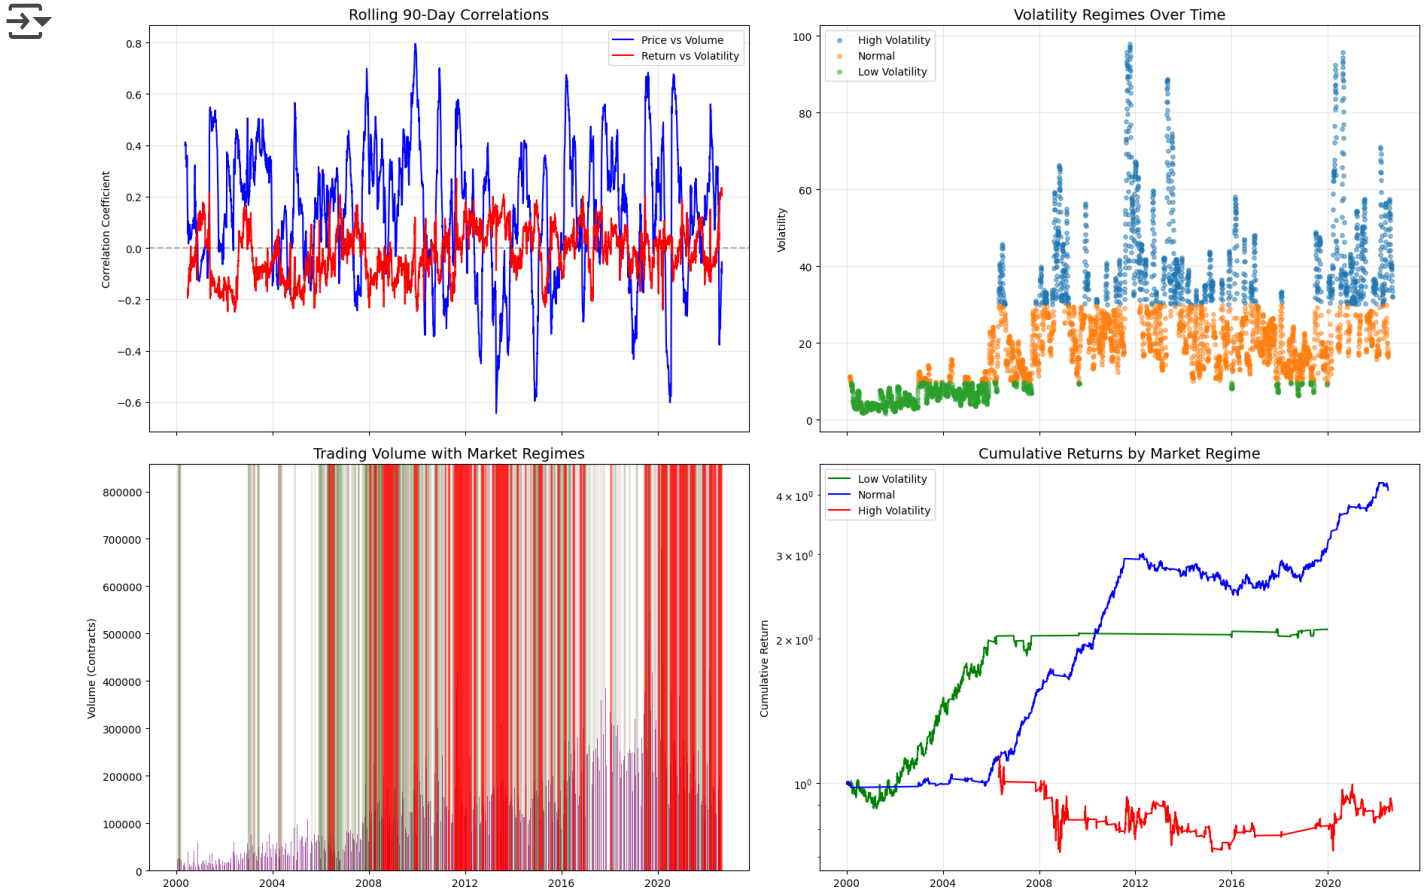 Rolling 90-Day Correlations
Price vs Volume
Return vs Volatility
Correlation Coefficient
0.8
0.6
0.4
0.2
0.0
−0.2
−0.4
−0.6
Volatility Regimes Over Time
High Volatility
Normal
Low Volatility
Volatility
100
80
60
40
20
0
Trading Volume with Market Regimes
Volume (Contracts)
800000
700000
600000
500000
400000
300000
200000
100000
0
2000 2004 2008 2012 2016 2020
Cumulative Returns by Market Regime
Low Volatility
Normal
High Volatility
Cumulative Return
4 × 10⁰
3 × 10⁰
2 × 10⁰
10⁰
2000 2004 2008 2012 2016 2020